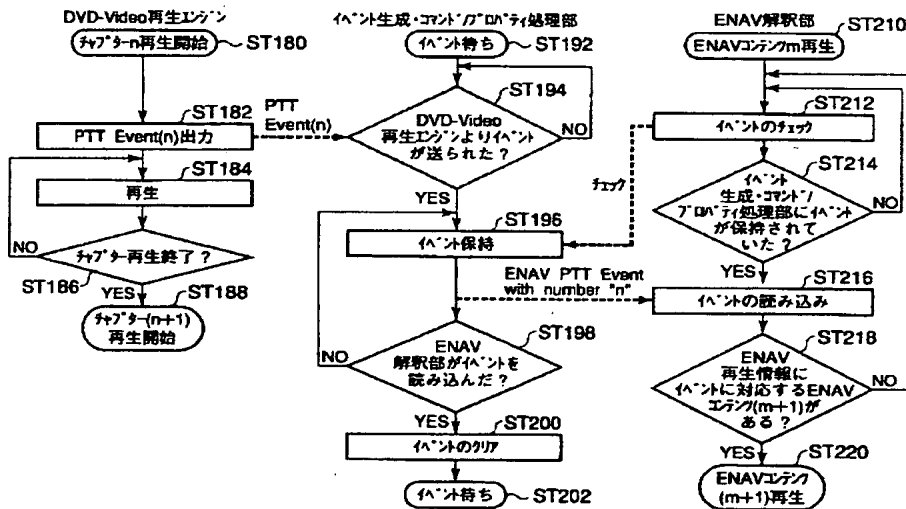 DVD-Video再生エンジン
チャプターn再生開始
ST180
ST182
PTT Event(n)出力
PTT
Event(n)
ST184
再生
NO
チャプター再生終了?
ST186
YES
ST188
チャプター(n+1)
再生開始
イベント生成・コマンド/プロパティ処理部
イベント待ち
ST192
ST194
DVD-Video
再生エンジンよりイベント
が送られた?
NO
YES
ST196
イベント保持
ENAV PTT Event
with number "n"
ST198
NO
ENAV
解釈部がイベントを
読み込んだ?
YES
ST200
イベントのクリア
イベント待ち
ST202
ENAV解釈部
ST210
ENAVコンテンツm再生
ST212
イベントのチェック
チェック
ST214
イベント
生成・コマンド/
プロパティ処理部にイベント
が保持されて
いた?
NO
YES
ST216
イベントの読み込み
ST218
ENAV
再生情報に
イベントに対応するENAV
コンテンツ(m+1)が
ある?
NO
YES
ST220
ENAVコンテンツ
(m+1)再生